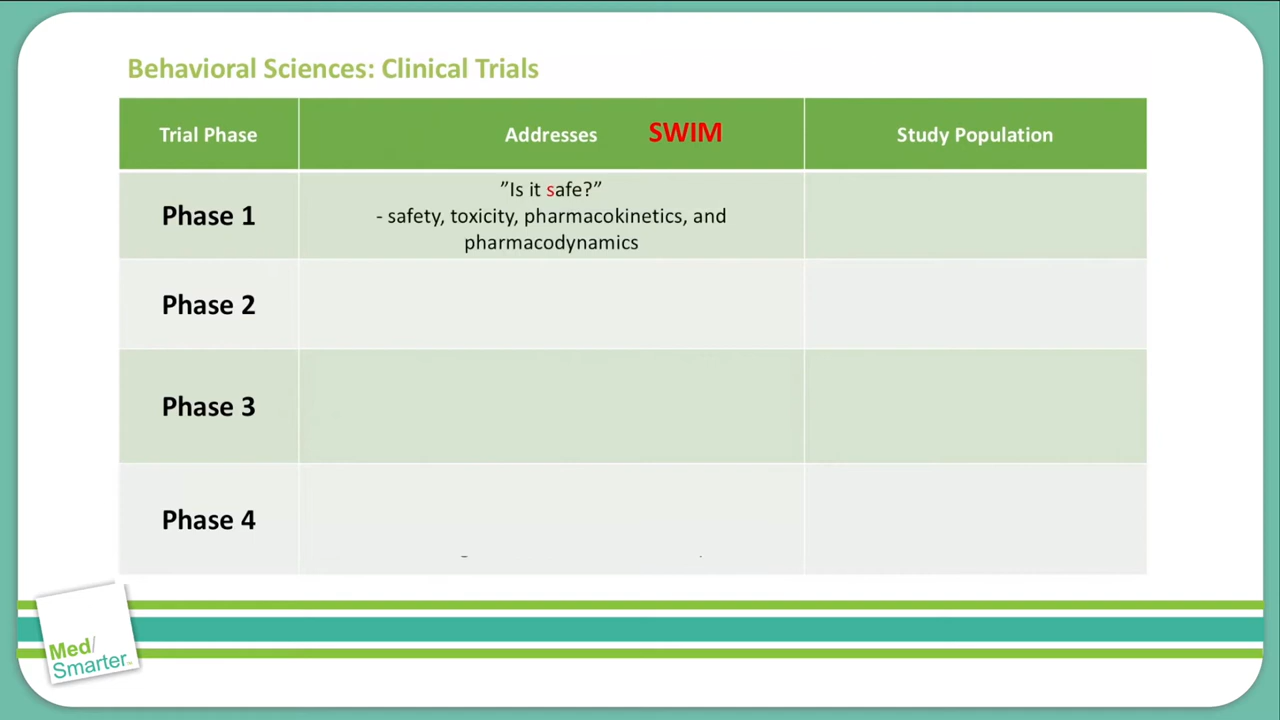 Behavioral Sciences: Clinical Trials
Trial Phase
Addresses SWIM
Study Population
Phase 1
”Is it safe?”
- safety, toxicity, pharmacokinetics, and
pharmacodynamics
Phase 2
Phase 3
Phase 4
Med/
Smarter